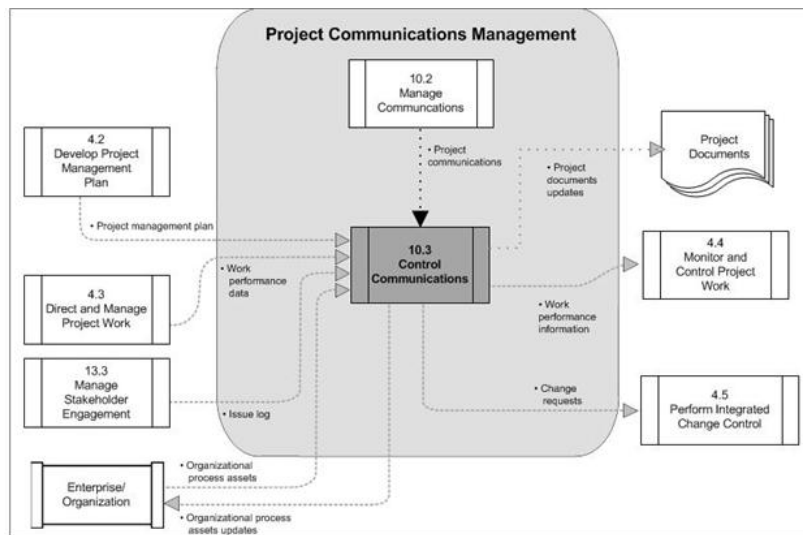 Project Communications Management
10.2
Manage
Communcations
4.2
Develop Project
Management
Plan
• Project
communications
• Project
documents
updates
Project
Documents
• Project management plan
10.3
Control
Communications
4.4
Monitor and
Control Project
Work
• Work
performance
data
4.3
Direct and Manage
Project Work
• Work
performance
information
13.3
Manage
Stakeholder
Engagement
• Issue log
• Change
requests
4.5
Perform Integrated
Change Control
Enterprise/
Organization
• Organizational
process assets
• Organizational process
assets updates